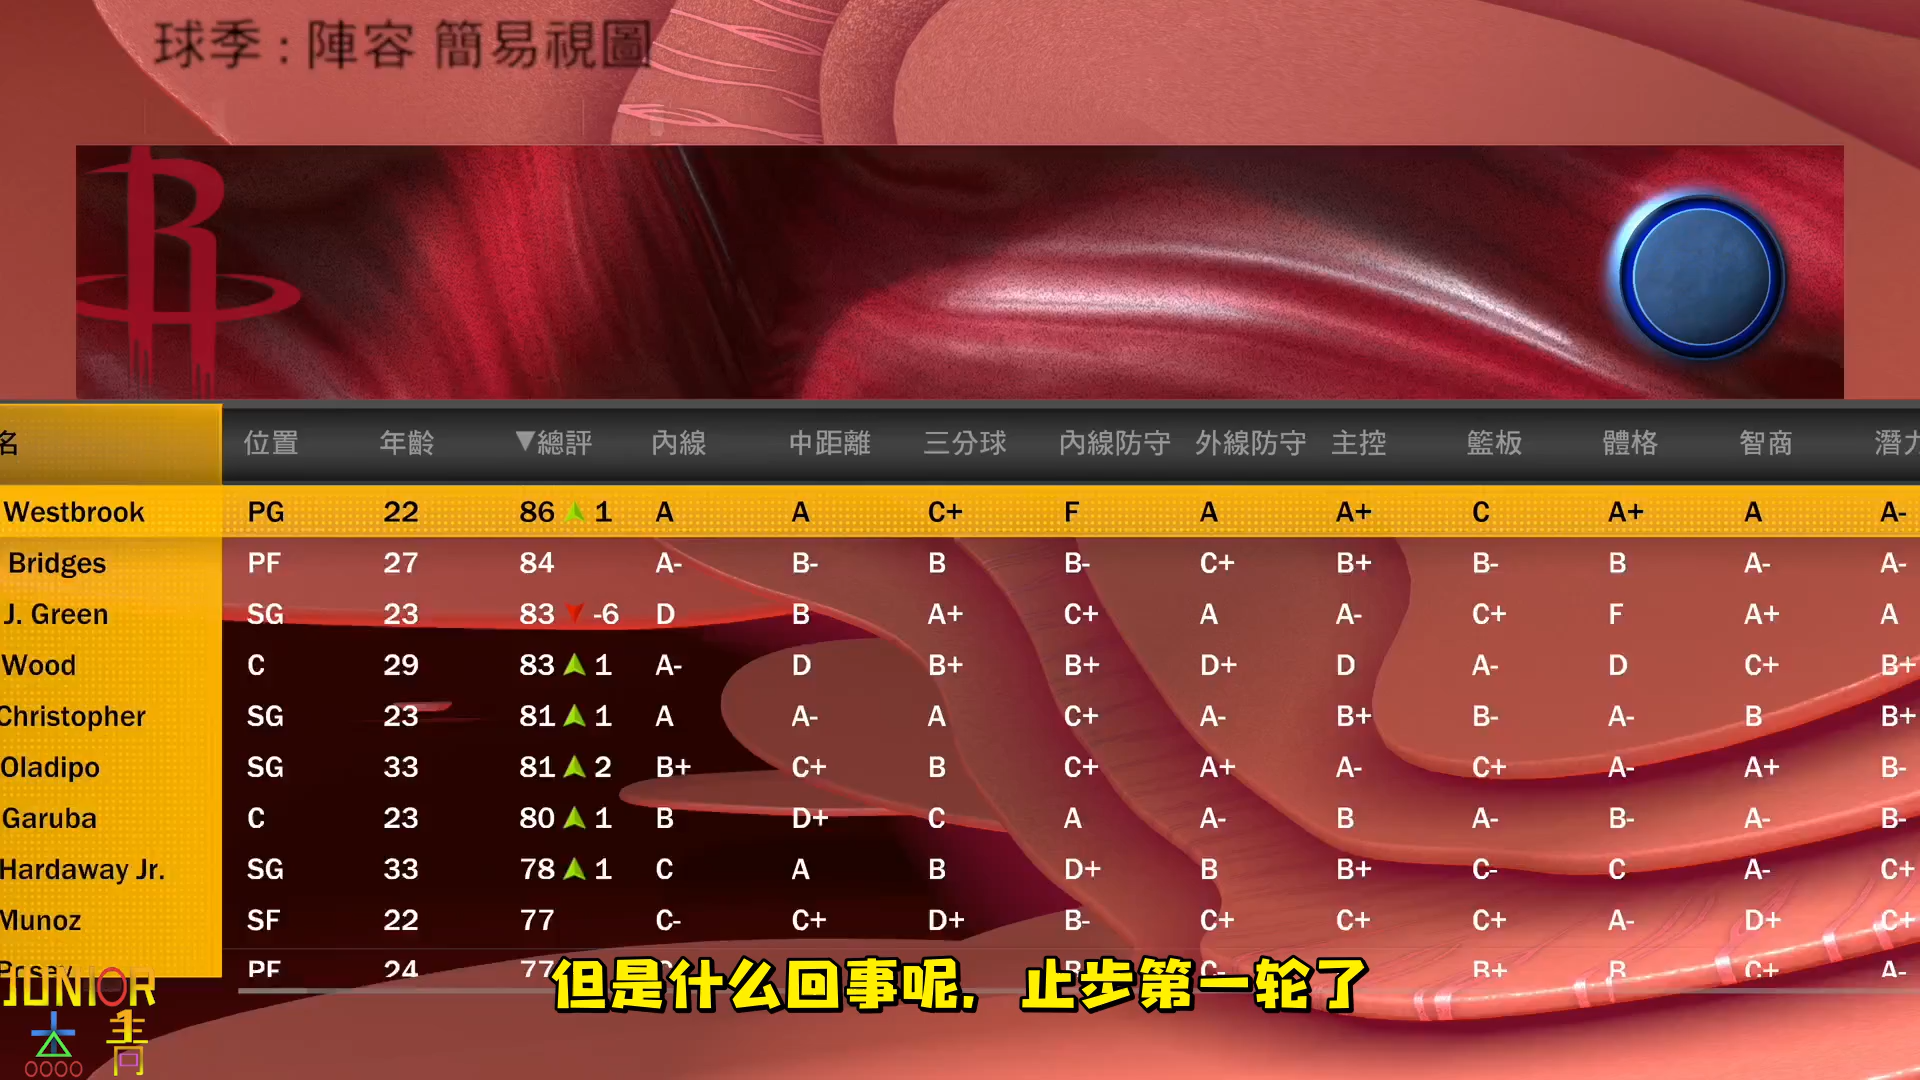 球季 : 陣容 簡易視圖
名 位置 年齡 ▼總評 內線 中距離 三分球 內線防守 外線防守 主控 籃板 體格 智商 潛力
Westbrook PG 22 86 ▲ 1 A A C+ F A A+ C A+ A A-
Bridges PF 27 84 A- B- B B- C+ B+ B- B A- A-
J. Green SG 23 83 ▼ -6 D B A+ C+ A A- C+ F A+ A
Wood C 29 83 ▲ 1 A- D B+ B+ D+ D A- D C+ B+
Christopher SG 23 81 ▲ 1 A A- A C+ A- B+ B- A- B B+
Oladipo SG 33 81 ▲ 2 B+ C+ B C+ A+ A- C+ A- A+ B-
Garuba C 23 80 ▲ 1 B D+ C A A- B A- B- A- B-
Hardaway Jr. SG 33 78 ▲ 1 C A B D+ B B+ C- C A- C+
Munoz SF 22 77 C- C+ D+ B- C+ C+ C+ A- D+ C+
PF 24 77 B+ B C+ A-
但是什么回事呢, 止步第一轮了
JUNIOR